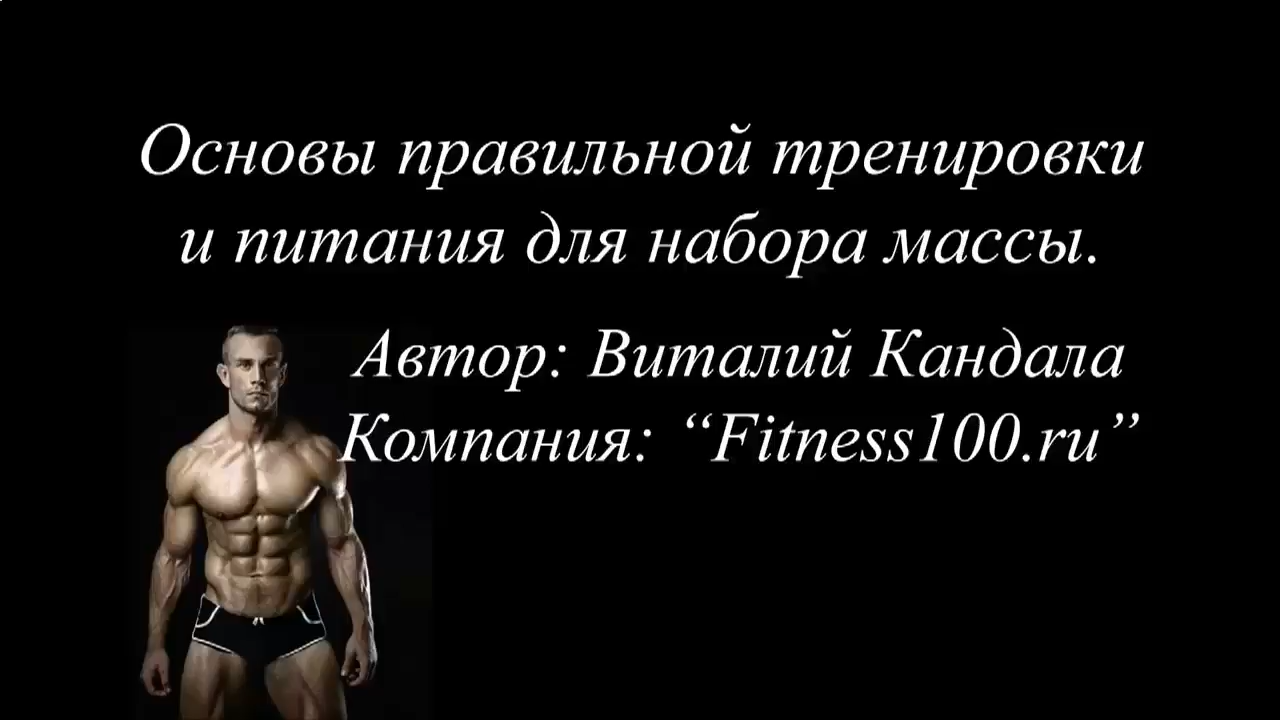 Основы правильной тренировки
и питания для набора массы.
Автор: Виталий Кандала
Компания: “Fitness100.ru”